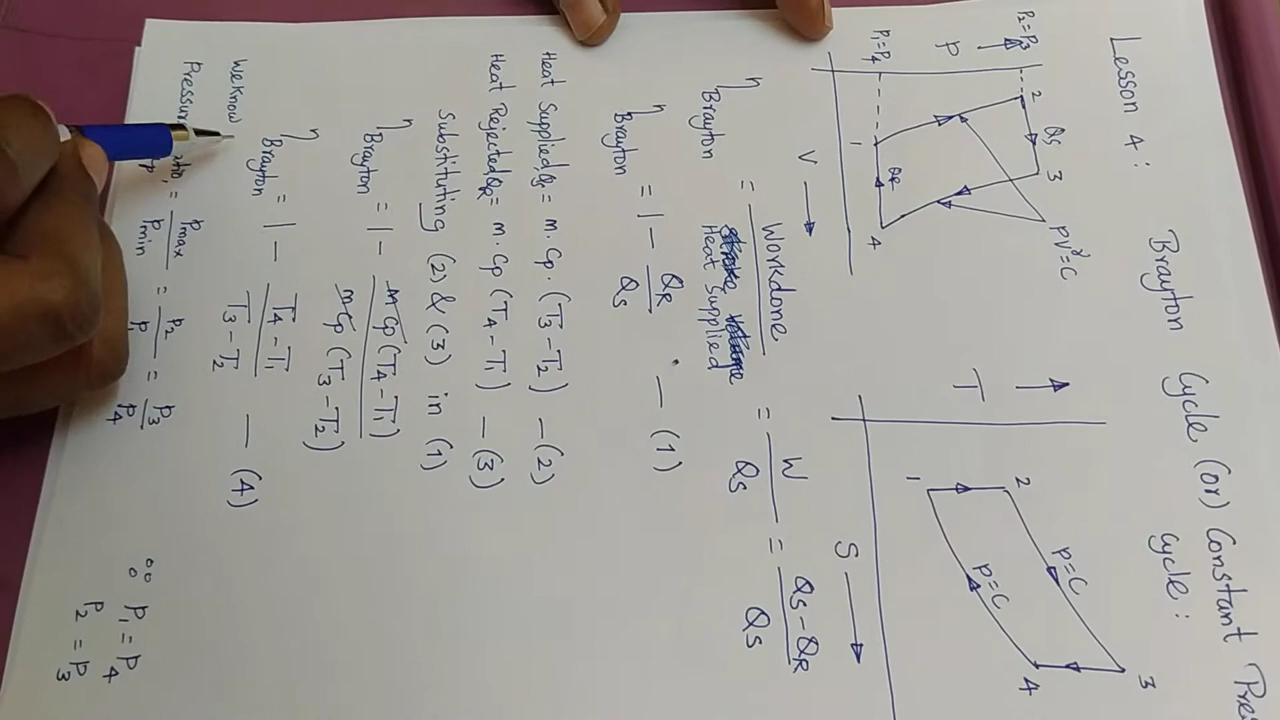 Lesson 4:
Brayton Cycle (or) Constant Pres
Cycle:
P2=P3
P
P1=P4
2
Qs
3
1
QR
4
PVᵞ=C
V
T
1
2
P=C
P=C
3
4
S
η Brayton = Workdone / Heat Supplied = W / Qs = Qs-QR / Qs
η Brayton = 1 - QR / Qs — (1)
Heat Supplied Qs = m. Cp. (T3-T2) — (2)
Heat Rejected QR = m. Cp (T4-T1) — (3)
Substituting (2) & (3) in (1)
η Brayton = 1 - m Cp (T4-T1) / m Cp (T3-T2)
η Brayton = 1 - T4-T1 / T3-T2 — (4)
We Know
= Pmax / Pmin = P2 / P1 = P3 / P4
∵ P1 = P4
P2 = P3